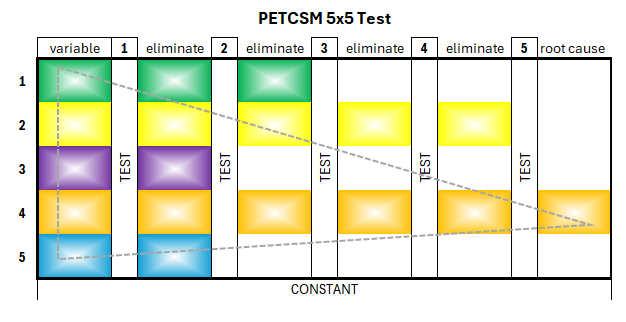 PETCSM 5x5 Test
variable 1 eliminate 2 eliminate 3 eliminate 4 eliminate 5 root cause
1
2
3
4
5
TEST TEST TEST TEST TEST
CONSTANT